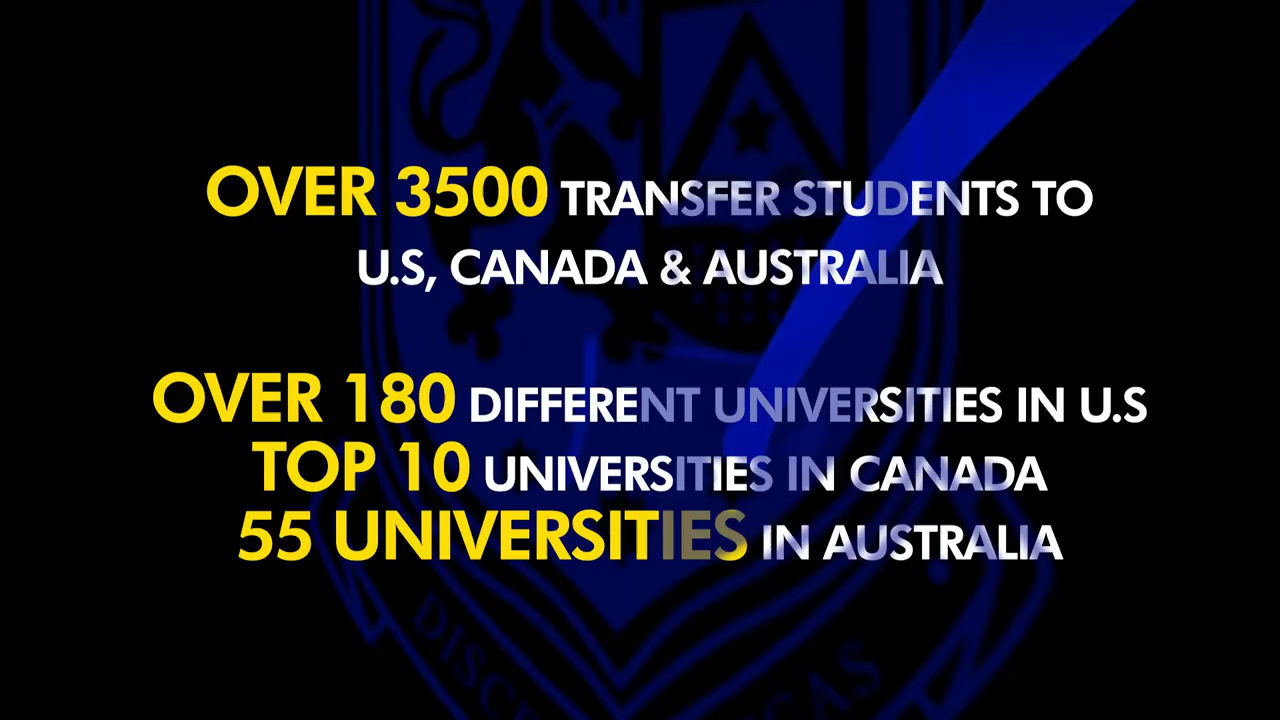 OVER 3500 TRANSFER STUDENTS TO
U.S, CANADA & AUSTRALIA
OVER 180 DIFFERENT UNIVERSITIES IN U.S
TOP 10 UNIVERSITIES IN CANADA
55 UNIVERSITIES IN AUSTRALIA